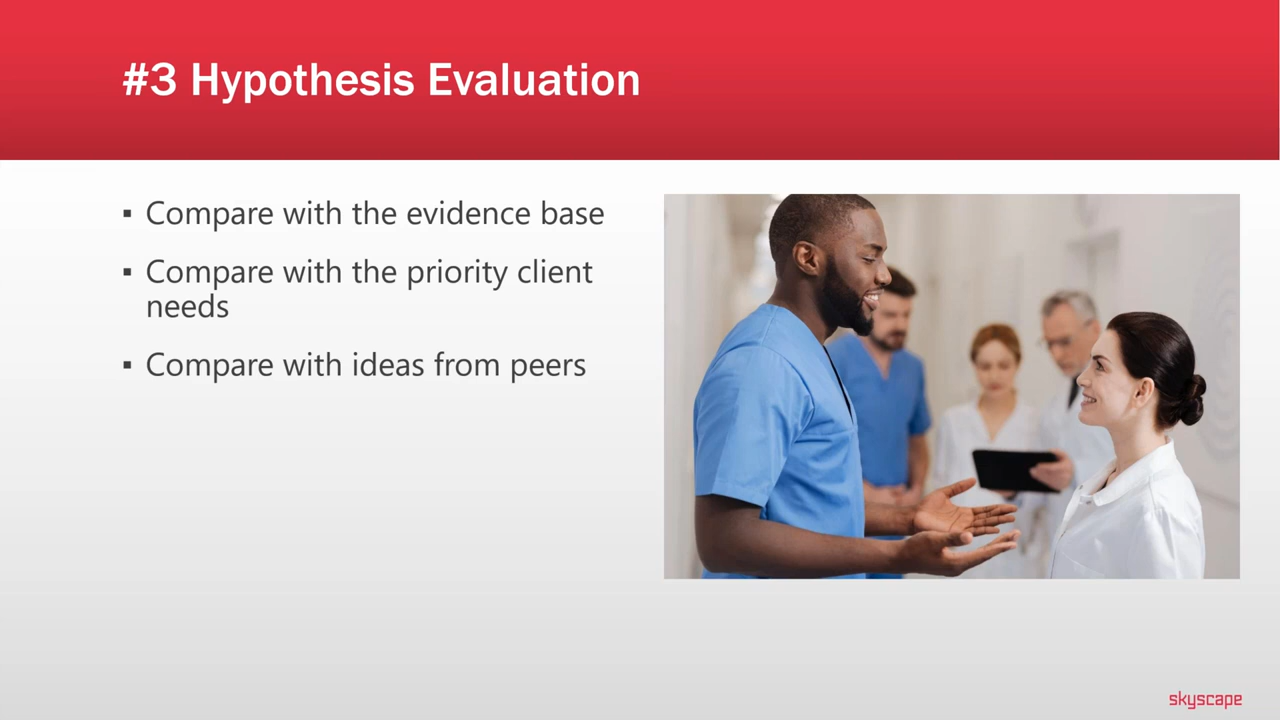 #3 Hypothesis Evaluation
▪ Compare with the evidence base
▪ Compare with the priority client
needs
▪ Compare with ideas from peers
skyscape